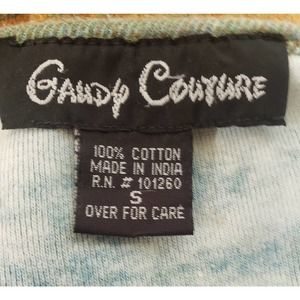 GAUDY COUTURE
100% COTTON
MADE IN INDIA
R.N. # 101260
S
OVER FOR CARE